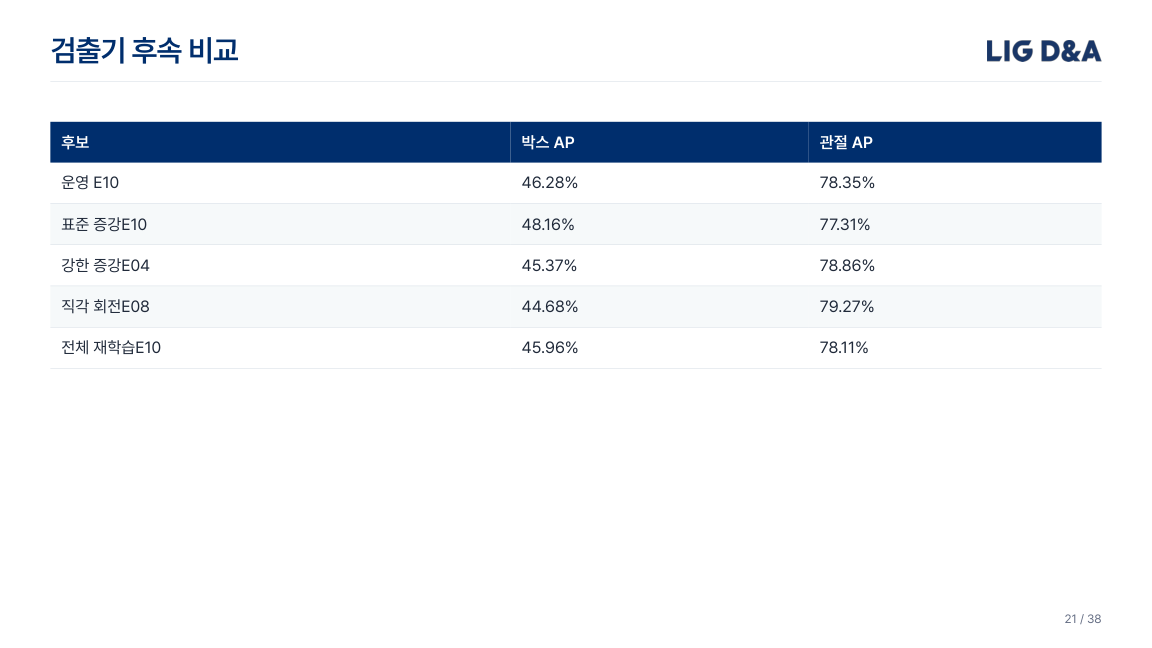 검출기 후속 비교
LIG D&A
후보 박스 AP 관절 AP
운영 E10 46.28% 78.35%
표준 증강E10 48.16% 77.31%
강한 증강E04 45.37% 78.86%
직각 회전E08 44.68% 79.27%
전체 재학습E10 45.96% 78.11%
21 / 38